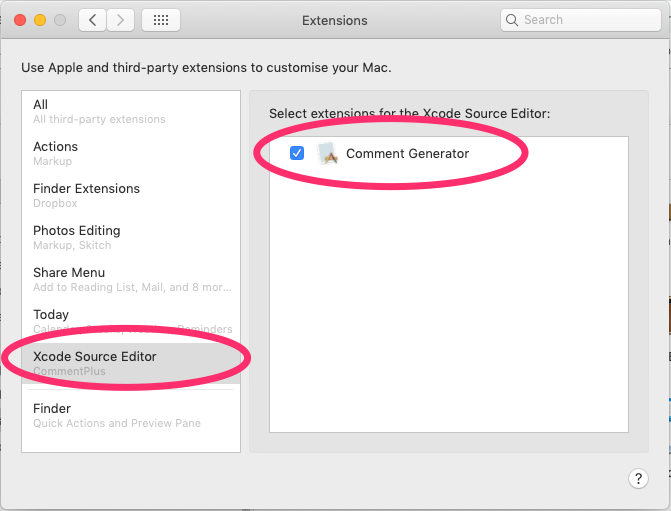 Extensions
Search
Use Apple and third-party extensions to customise your Mac.
All
All third-party extensions
Actions
Markup
Finder Extensions
Dropbox
Photos Editing
Markup, Skitch
Share Menu
Add to Reading List, Mail, and 8 mor...
Today
Reminders
Xcode Source Editor
CommentPlus
Finder
Quick Actions and Preview Pane
Select extensions for the Xcode Source Editor:
Comment Generator
?